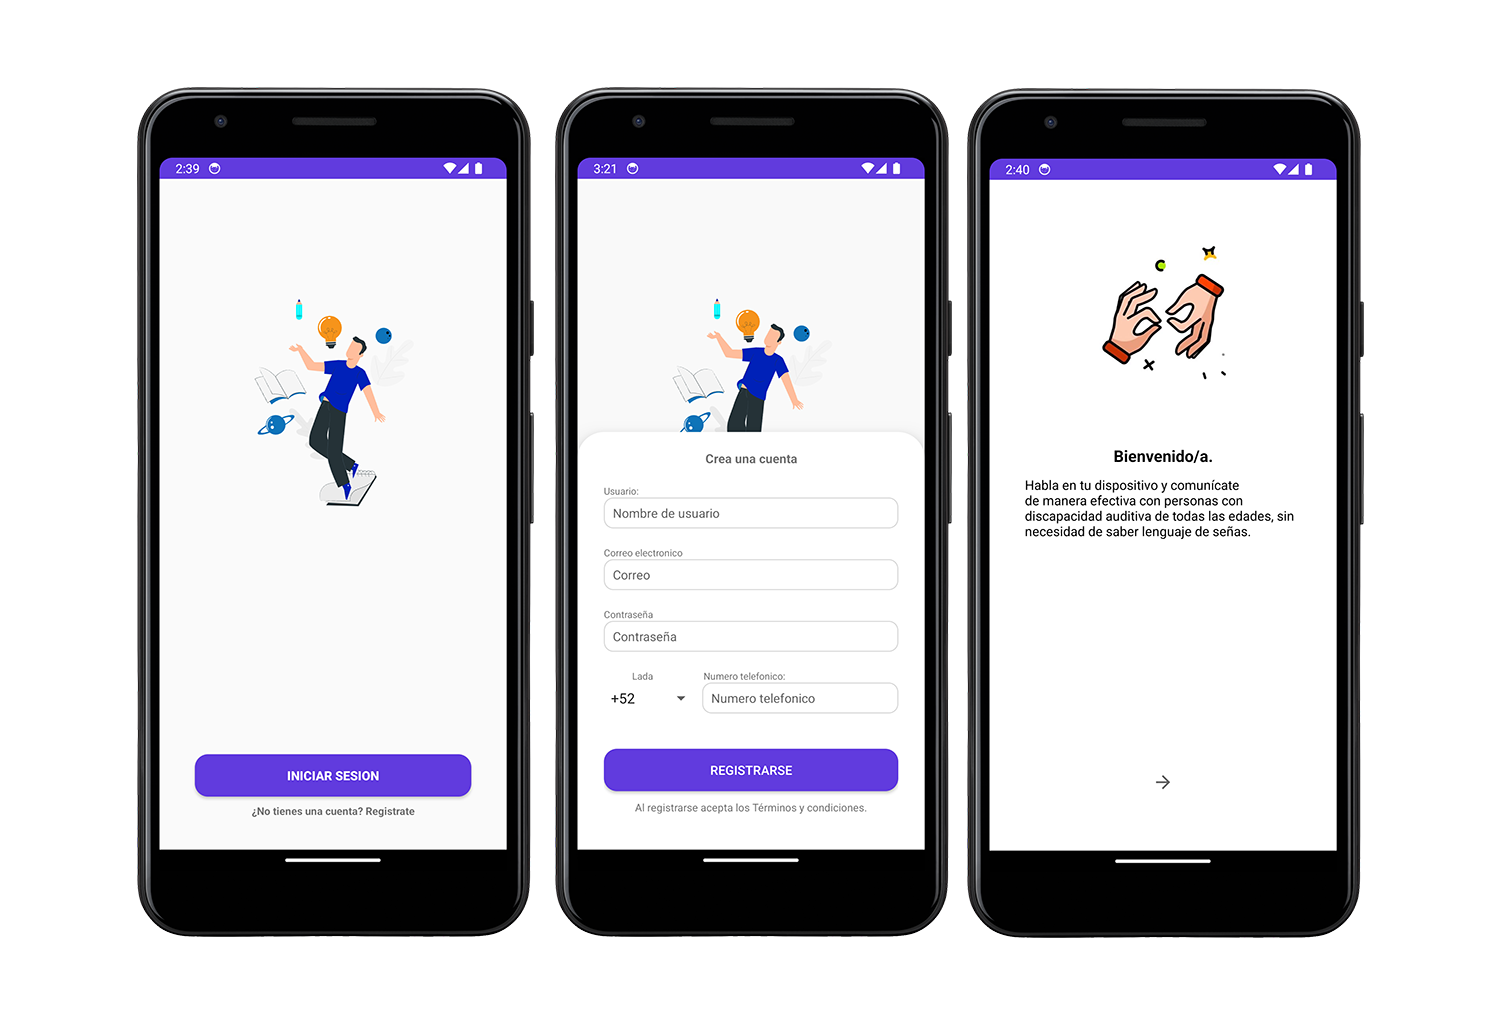 2:39
INICIAR SESION
¿No tienes una cuenta? Registrate
3:21
Crea una cuenta
Usuario:
Nombre de usuario
Correo electronico
Correo
Contraseña
Contraseña
Lada
Numero telefonico:
+52
Numero telefonico
REGISTRARSE
Al registrarse acepta los Términos y condiciones.
2:40
Bienvenido/a.
Habla en tu dispositivo y comunícate
de manera efectiva con personas con
discapacidad auditiva de todas las edades, sin
necesidad de saber lenguaje de señas.